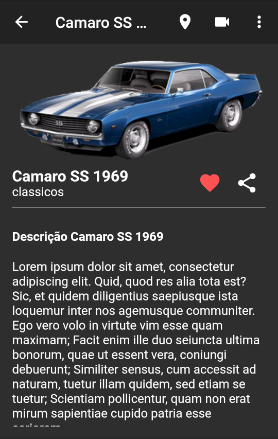 Camaro SS ...
Camaro SS 1969
classicos
Descrição Camaro SS 1969
Lorem ipsum dolor sit amet, consectetur
adipiscing elit. Quid, quod res alia tota est?
Sic, et quidem diligentius saepiusque ista
loquemur inter nos agemusque communiter.
Ego vero volo in virtute vim esse quam
maximam; Facit enim ille duo seiuncta ultima
bonorum, quae ut essent vera, coniungi
debuerunt; Similiter sensus, cum accessit ad
naturam, tuetur illam quidem, sed etiam se
tuetur; Scientiam pollicentur, quam non erat
mirum sapientiae cupido patria esse